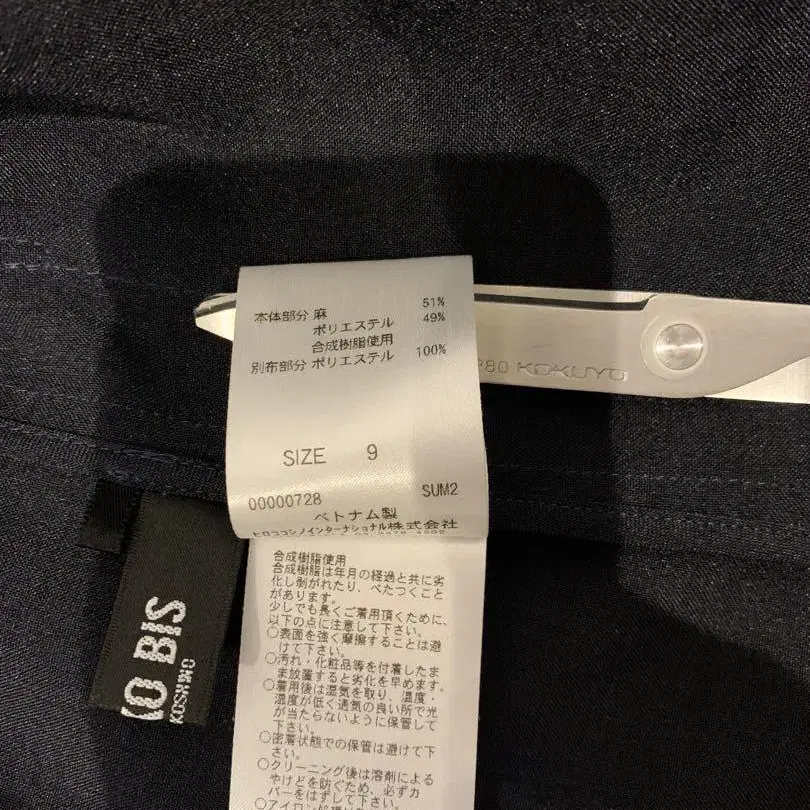 本体部分 麻 51%
ポリエステル 49%
合成樹脂使用
別布部分 ポリエステル 100%
SIZE 9
00000728 SUM2
ベトナム製
ヒロココシノインターナショナル株式会社
280 KOKUYO
合成樹脂使用
合成樹脂は年月の経過と共に劣
化し剥がれたり、べたつくこと
があります。
少しでも長くご着用頂くために、
以下の点に注意して下さい。
○表面を強く摩擦することは避
けて下さい。
○汚れ・化粧品等を付着したま
ま放置すると劣化を早めます。
○着用後は湿気を取り、温度・
湿度が低く通気の良い所で光
が当たらないように保管して
下さい。
○密着状態での保管は避けて下
さい。
○クリーニング後は溶剤による
やけどを防ぐため、必ずカ
バーをはずして下さい。
KO BIS
KOSHINO